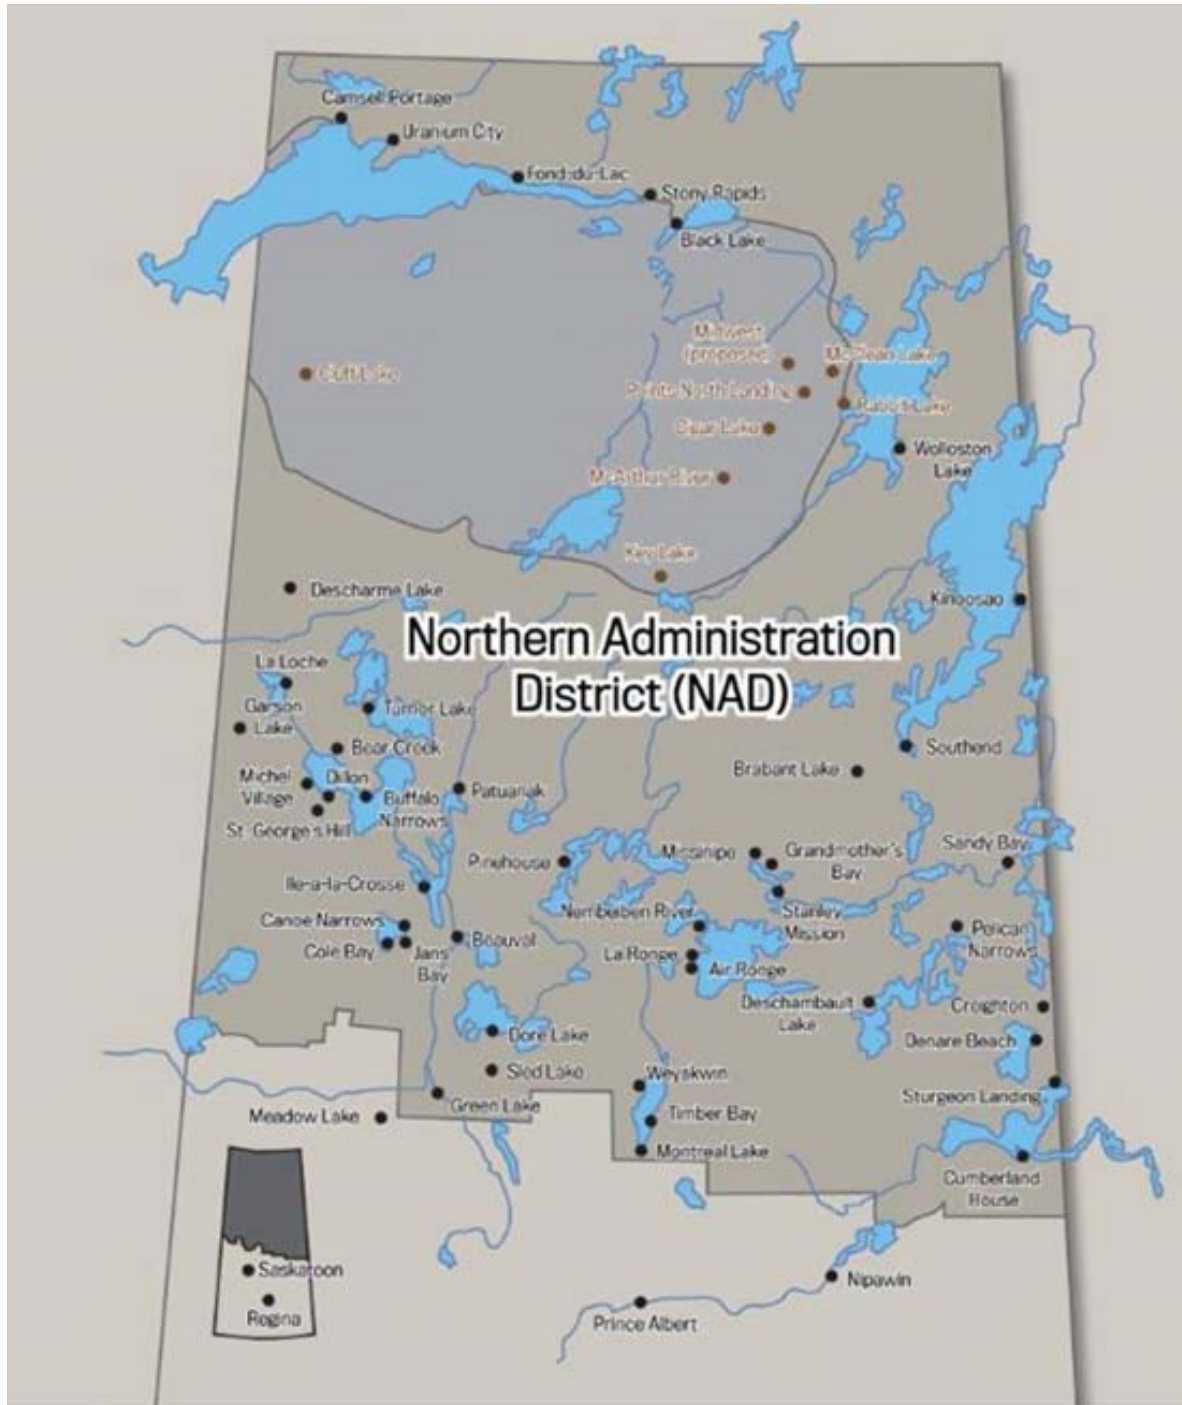 Camsell Portage
Uranium City
Fond-du-Lac
Stony Rapids
Black Lake
Midwest
(proposed)
McClean Lake
Cluff Lake
Points North Landing
Rabbit Lake
Cigar Lake
Wolloston
Lake
McArthur River
Key Lake
Descharme Lake
Kinoosao
Northern Administration
District (NAD)
La Loche
Garson
Lake
Turnor Lake
Bear Creek
Southend
Brabant Lake
Michel
Village
Dillon
Buffalo
Narrows
Patuanak
St. George's Hill
Pinehouse
Missinipe
Grandmother's
Bay
Sandy Bay
Ile-a-la-Crosse
Stanley
Mission
Canoe Narrows
Nembeiben River
Pelican
Narrows
Cole Bay
Jans
Bay
Beauval
La Ronge
Air Ronge
Deschambault
Lake
Creighton
Dore Lake
Denare Beach
Sled Lake
Weyakwin
Green Lake
Sturgeon Landing
Meadow Lake
Timber Bay
Montreal Lake
Cumberland
House
Saskatoon
Regina
Nipawin
Prince Albert